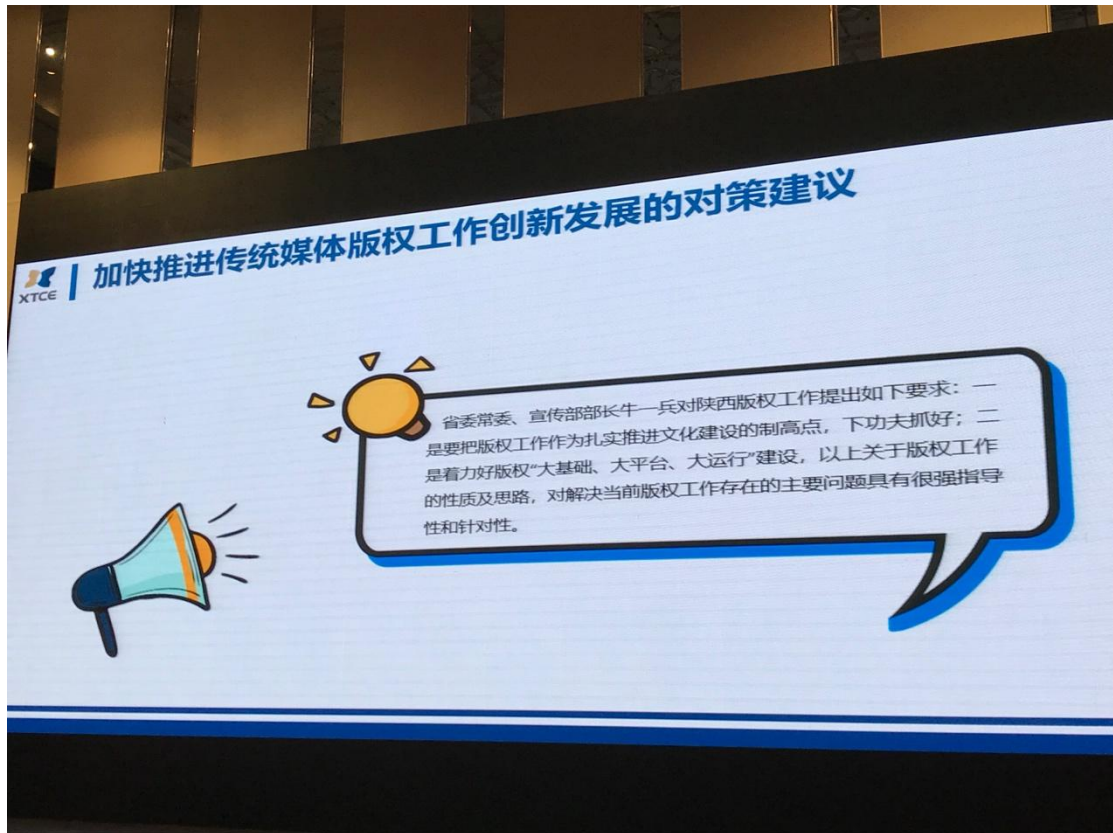 加快推进传统媒体版权工作创新发展的对策建议
XTCE
省委常委、宣传部部长牛一兵对陕西版权工作提出如下要求：一
是要把版权工作作为扎实推进文化建设的制高点，下功夫抓好；二
是着力好版权“大基础、大平台、大运行”建设，以上关于版权工作
的性质及思路，对解决当前版权工作存在的主要问题具有很强指导
性和针对性。